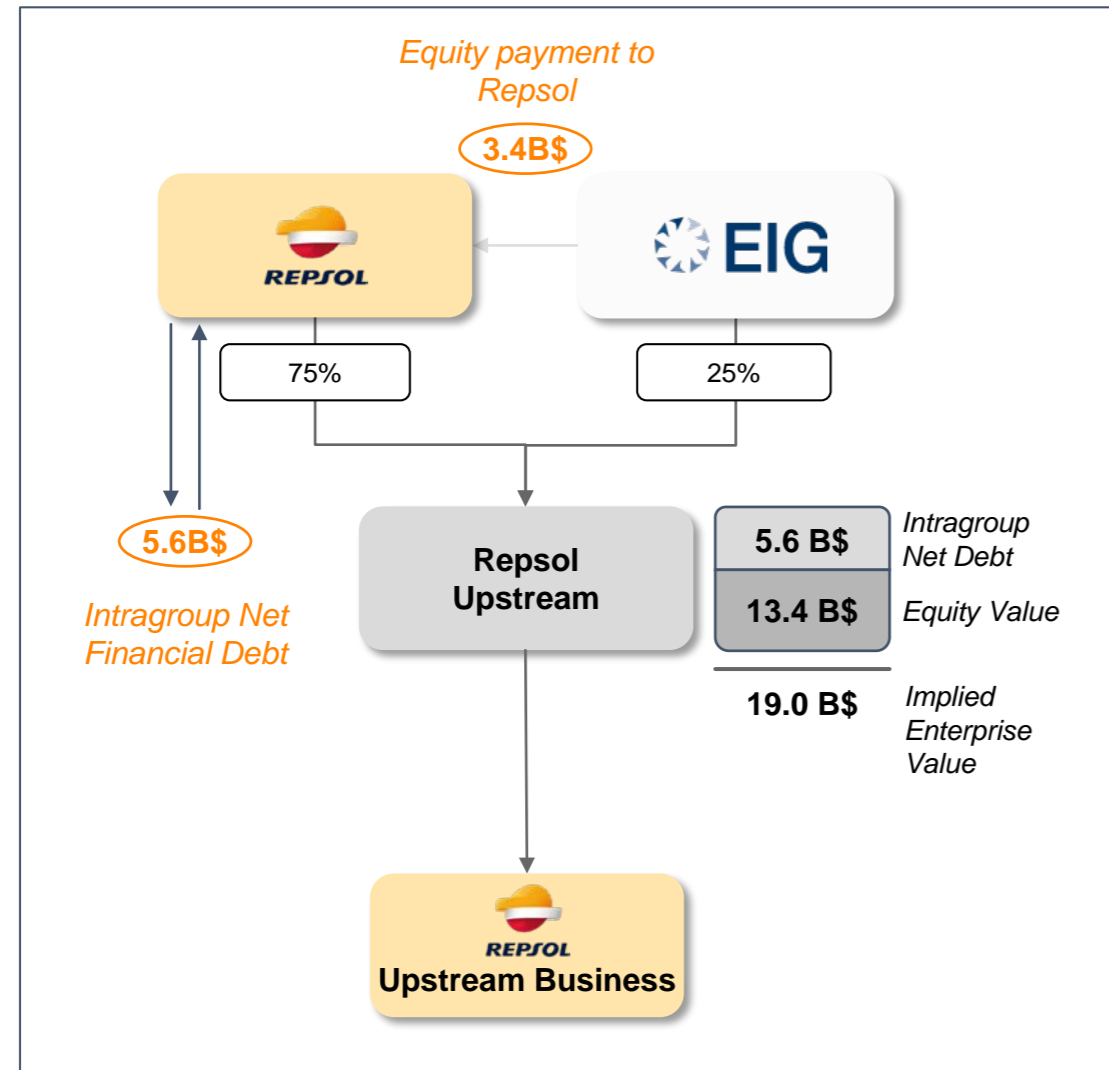 Equity payment to
Repsol
3.4B$
REPSOL
EIG
75%
25%
5.6B$
Intragroup Net
Financial Debt
Repsol
Upstream
5.6 B$
Intragroup
Net Debt
13.4 B$
Equity Value
19.0 B$
Implied
Enterprise
Value
REPSOL
Upstream Business